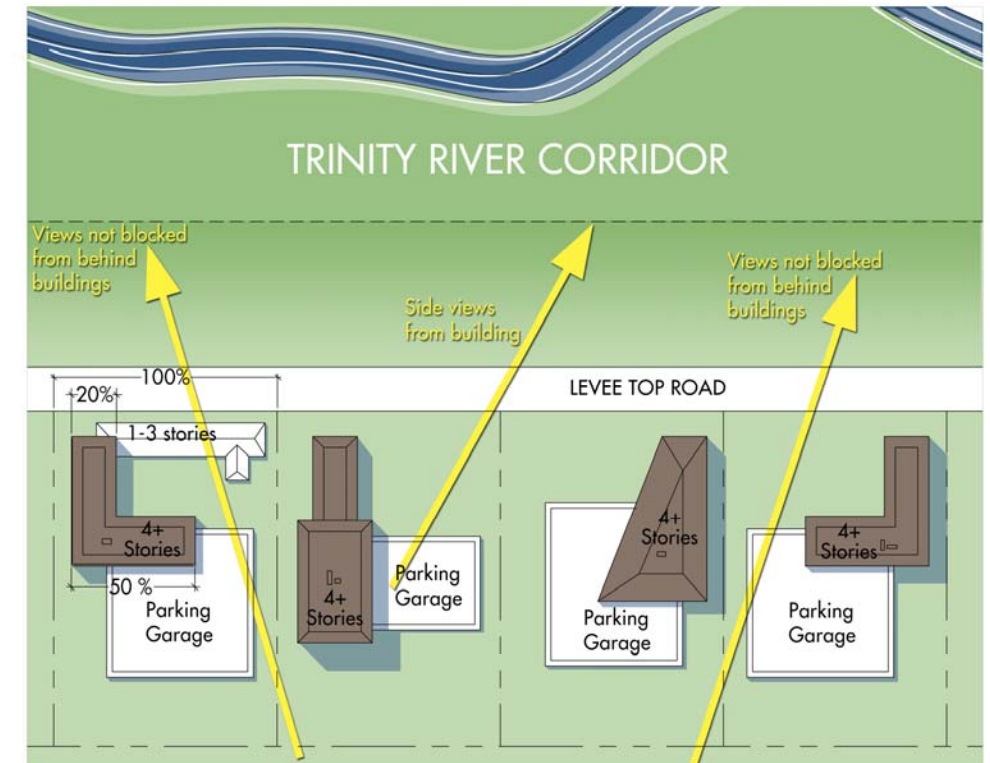 TRINITY RIVER CORRIDOR
Views not blocked
from behind
buildings
Side views
from building
Views not blocked
from behind
buildings
100%
20%
LEVEE TOP ROAD
1-3 stories
4+
Stories
50 %
Parking
Garage
4+
Stories
Parking
Garage
4+
Stories
Parking
Garage
4+
Stories
Parking
Garage